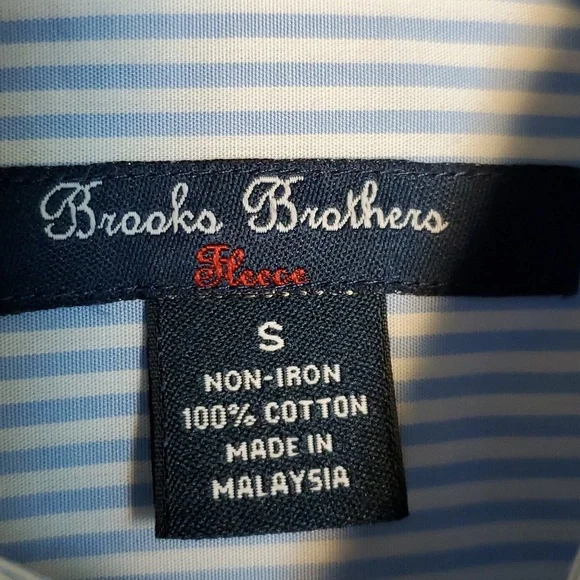 Brooks Brothers
Fleece
S
NON-IRON
100% COTTON
MADE IN
MALAYSIA